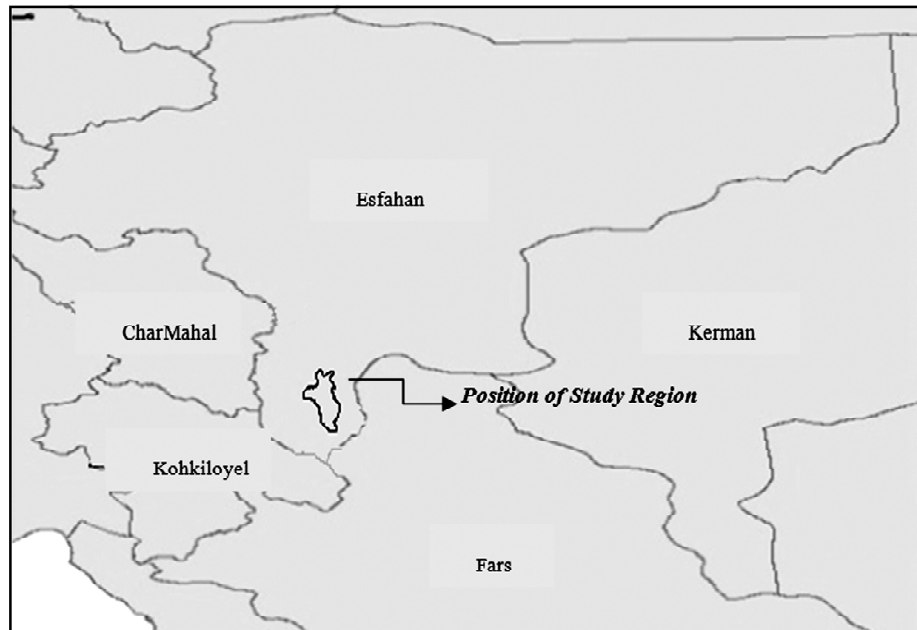 Esfahan
CharMahal
Kerman
Position of Study Region
Kohkiloyel
Fars